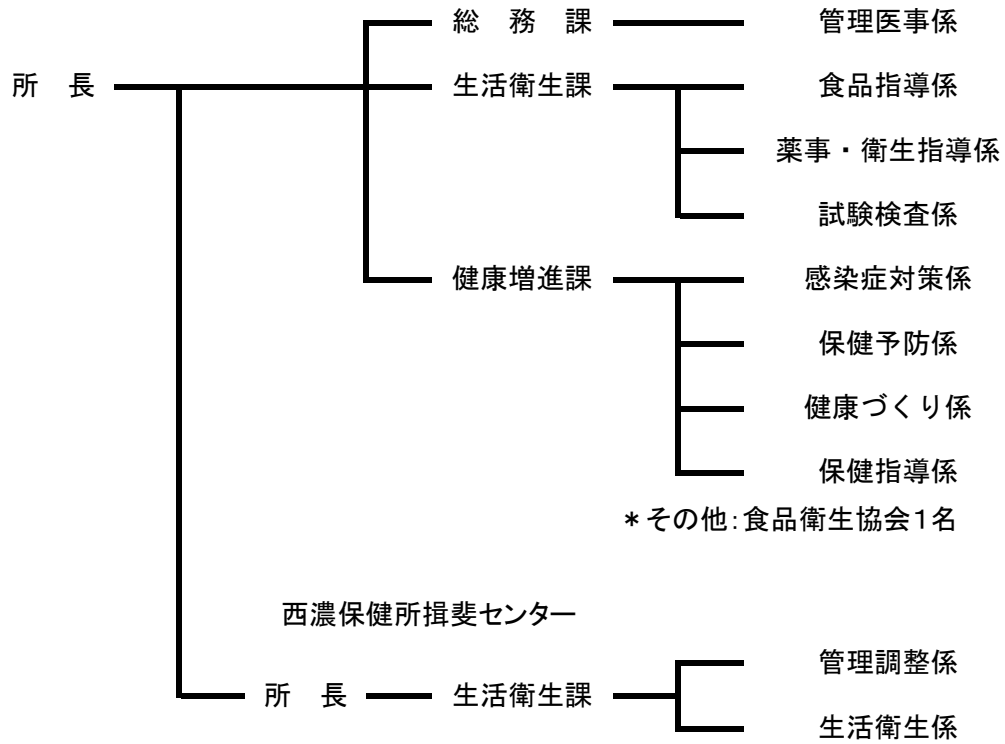 総　務　課　管理医事係
所　長　生活衛生課　食品指導係
薬事・衛生指導係
試験検査係
健康増進課　感染症対策係
保健予防係
健康づくり係
保健指導係
＊その他：食品衛生協会１名
西濃保健所揖斐センター
管理調整係
所　長　生活衛生課
生活衛生係